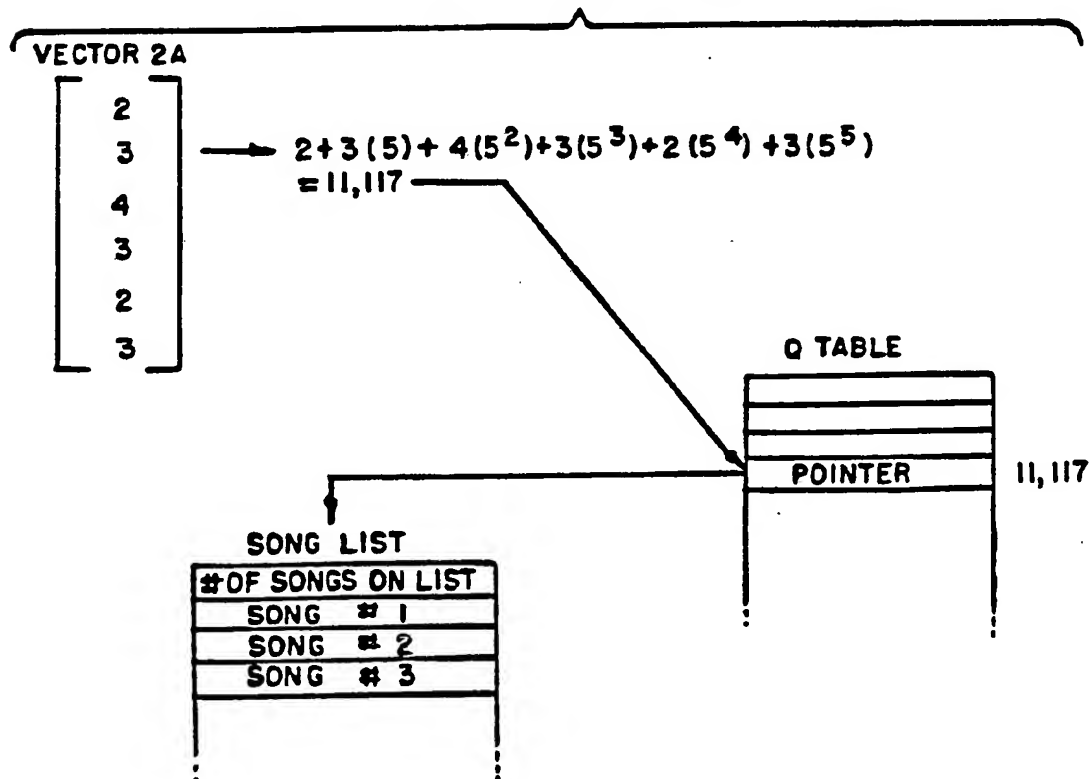 VECTOR 2A
2
3
4
3
2
3
2+3(5)+4(5²)+3(5³)+2(5⁴)+3(5⁵)
=11,117
Q TABLE
POINTER 11,117
SONG LIST
#OF SONGS ON LIST
SONG # 1
SONG # 2
SONG # 3